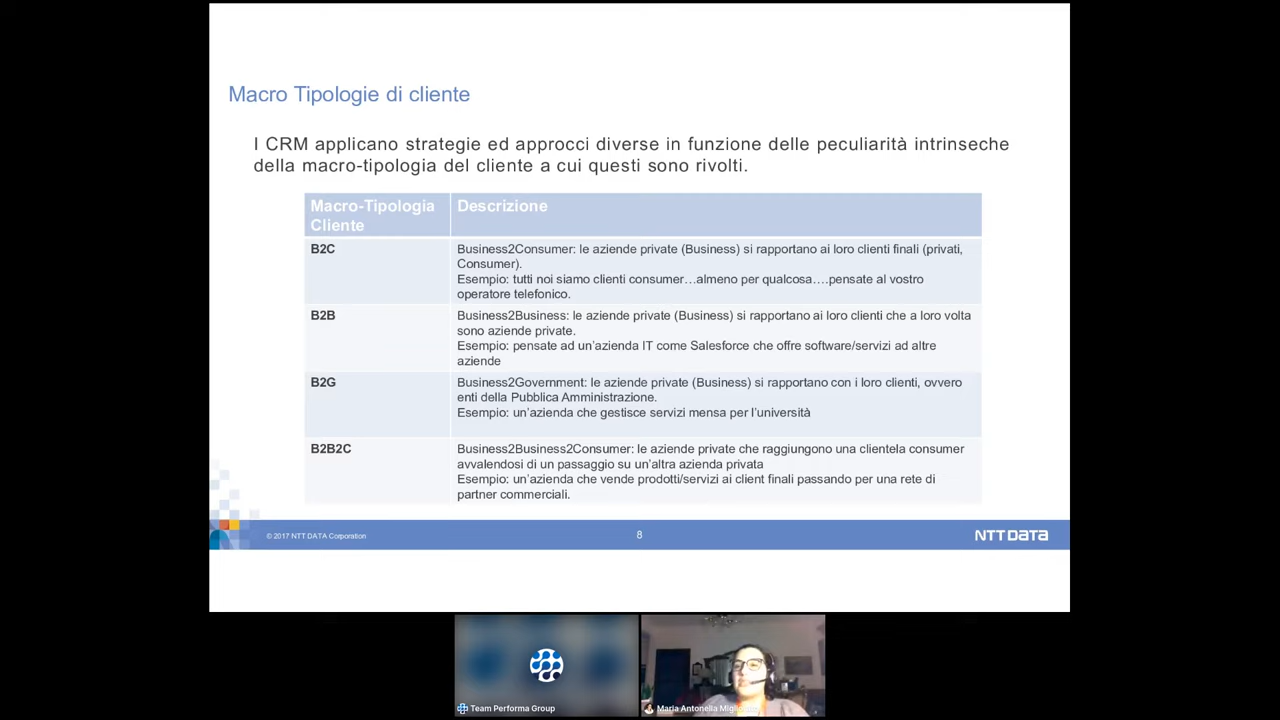 Macro Tipologie di cliente
I CRM applicano strategie ed approcci diverse in funzione delle peculiarità intrinseche
della macro-tipologia del cliente a cui questi sono rivolti.
Macro-Tipologia
Cliente
Descrizione
B2C
Business2Consumer: le aziende private (Business) si rapportano ai loro clienti finali (privati,
Consumer).
Esempio: tutti noi siamo clienti consumer…almeno per qualcosa….pensate al vostro
operatore telefonico.
B2B
Business2Business: le aziende private (Business) si rapportano ai loro clienti che a loro volta
sono aziende private.
Esempio: pensate ad un’azienda IT come Salesforce che offre software/servizi ad altre
aziende
B2G
Business2Government: le aziende private (Business) si rapportano con i loro clienti, ovvero
enti della Pubblica Amministrazione.
Esempio: un’azienda che gestisce servizi mensa per l’università
B2B2C
Business2Business2Consumer: le aziende private che raggiungono una clientela consumer
avvalendosi di un passaggio su un’altra azienda privata
Esempio: un’azienda che vende prodotti/servizi ai client finali passando per una rete di
partner commerciali.
© 2017 NTT DATA Corporation
8
NTT DATA
Team Performa Group
Maria Antonella